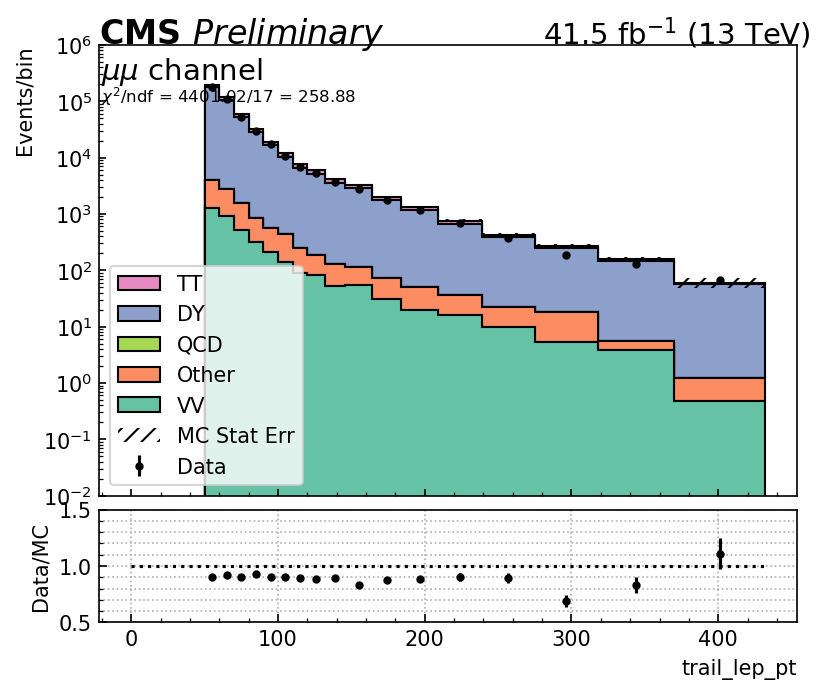 CMS Preliminary 41.5 fb⁻¹ (13 TeV)
μμ channel
χ²/ndf = 4401.02/17 = 258.88
Events/bin
10⁶
10⁵
10⁴
10³
10²
10¹
10⁰
10⁻¹
10⁻²
TT
DY
QCD
Other
VV
MC Stat Err
Data
Data/MC
1.5
1.0
0.5
0 100 200 300 400
trail_lep_pt